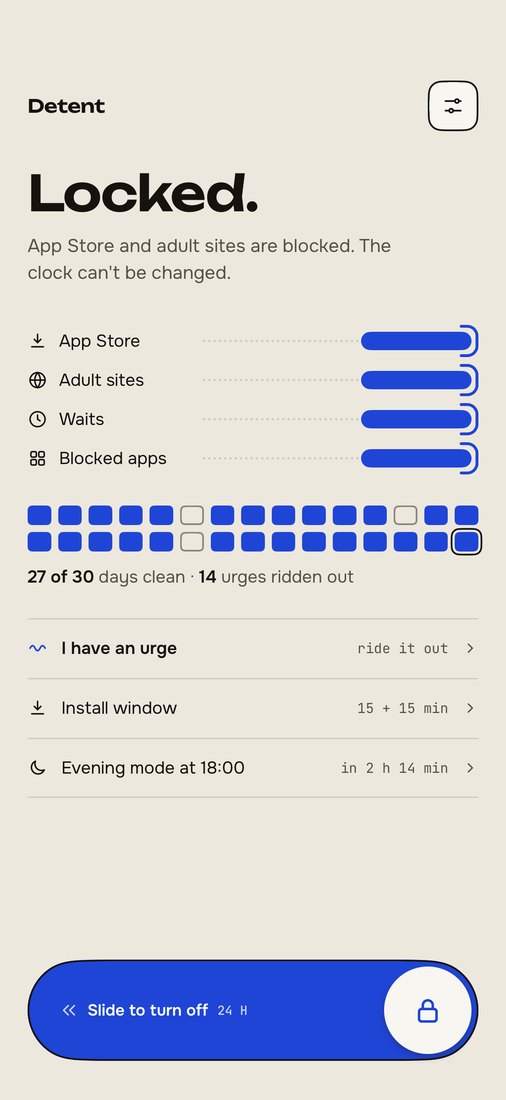 Detent
Locked.
App Store and adult sites are blocked. The
clock can't be changed.
App Store
Adult sites
Waits
Blocked apps
27 of 30 days clean · 14 urges ridden out
I have an urge ride it out
Install window 15 + 15 min
Evening mode at 18:00 in 2 h 14 min
Slide to turn off 24 H